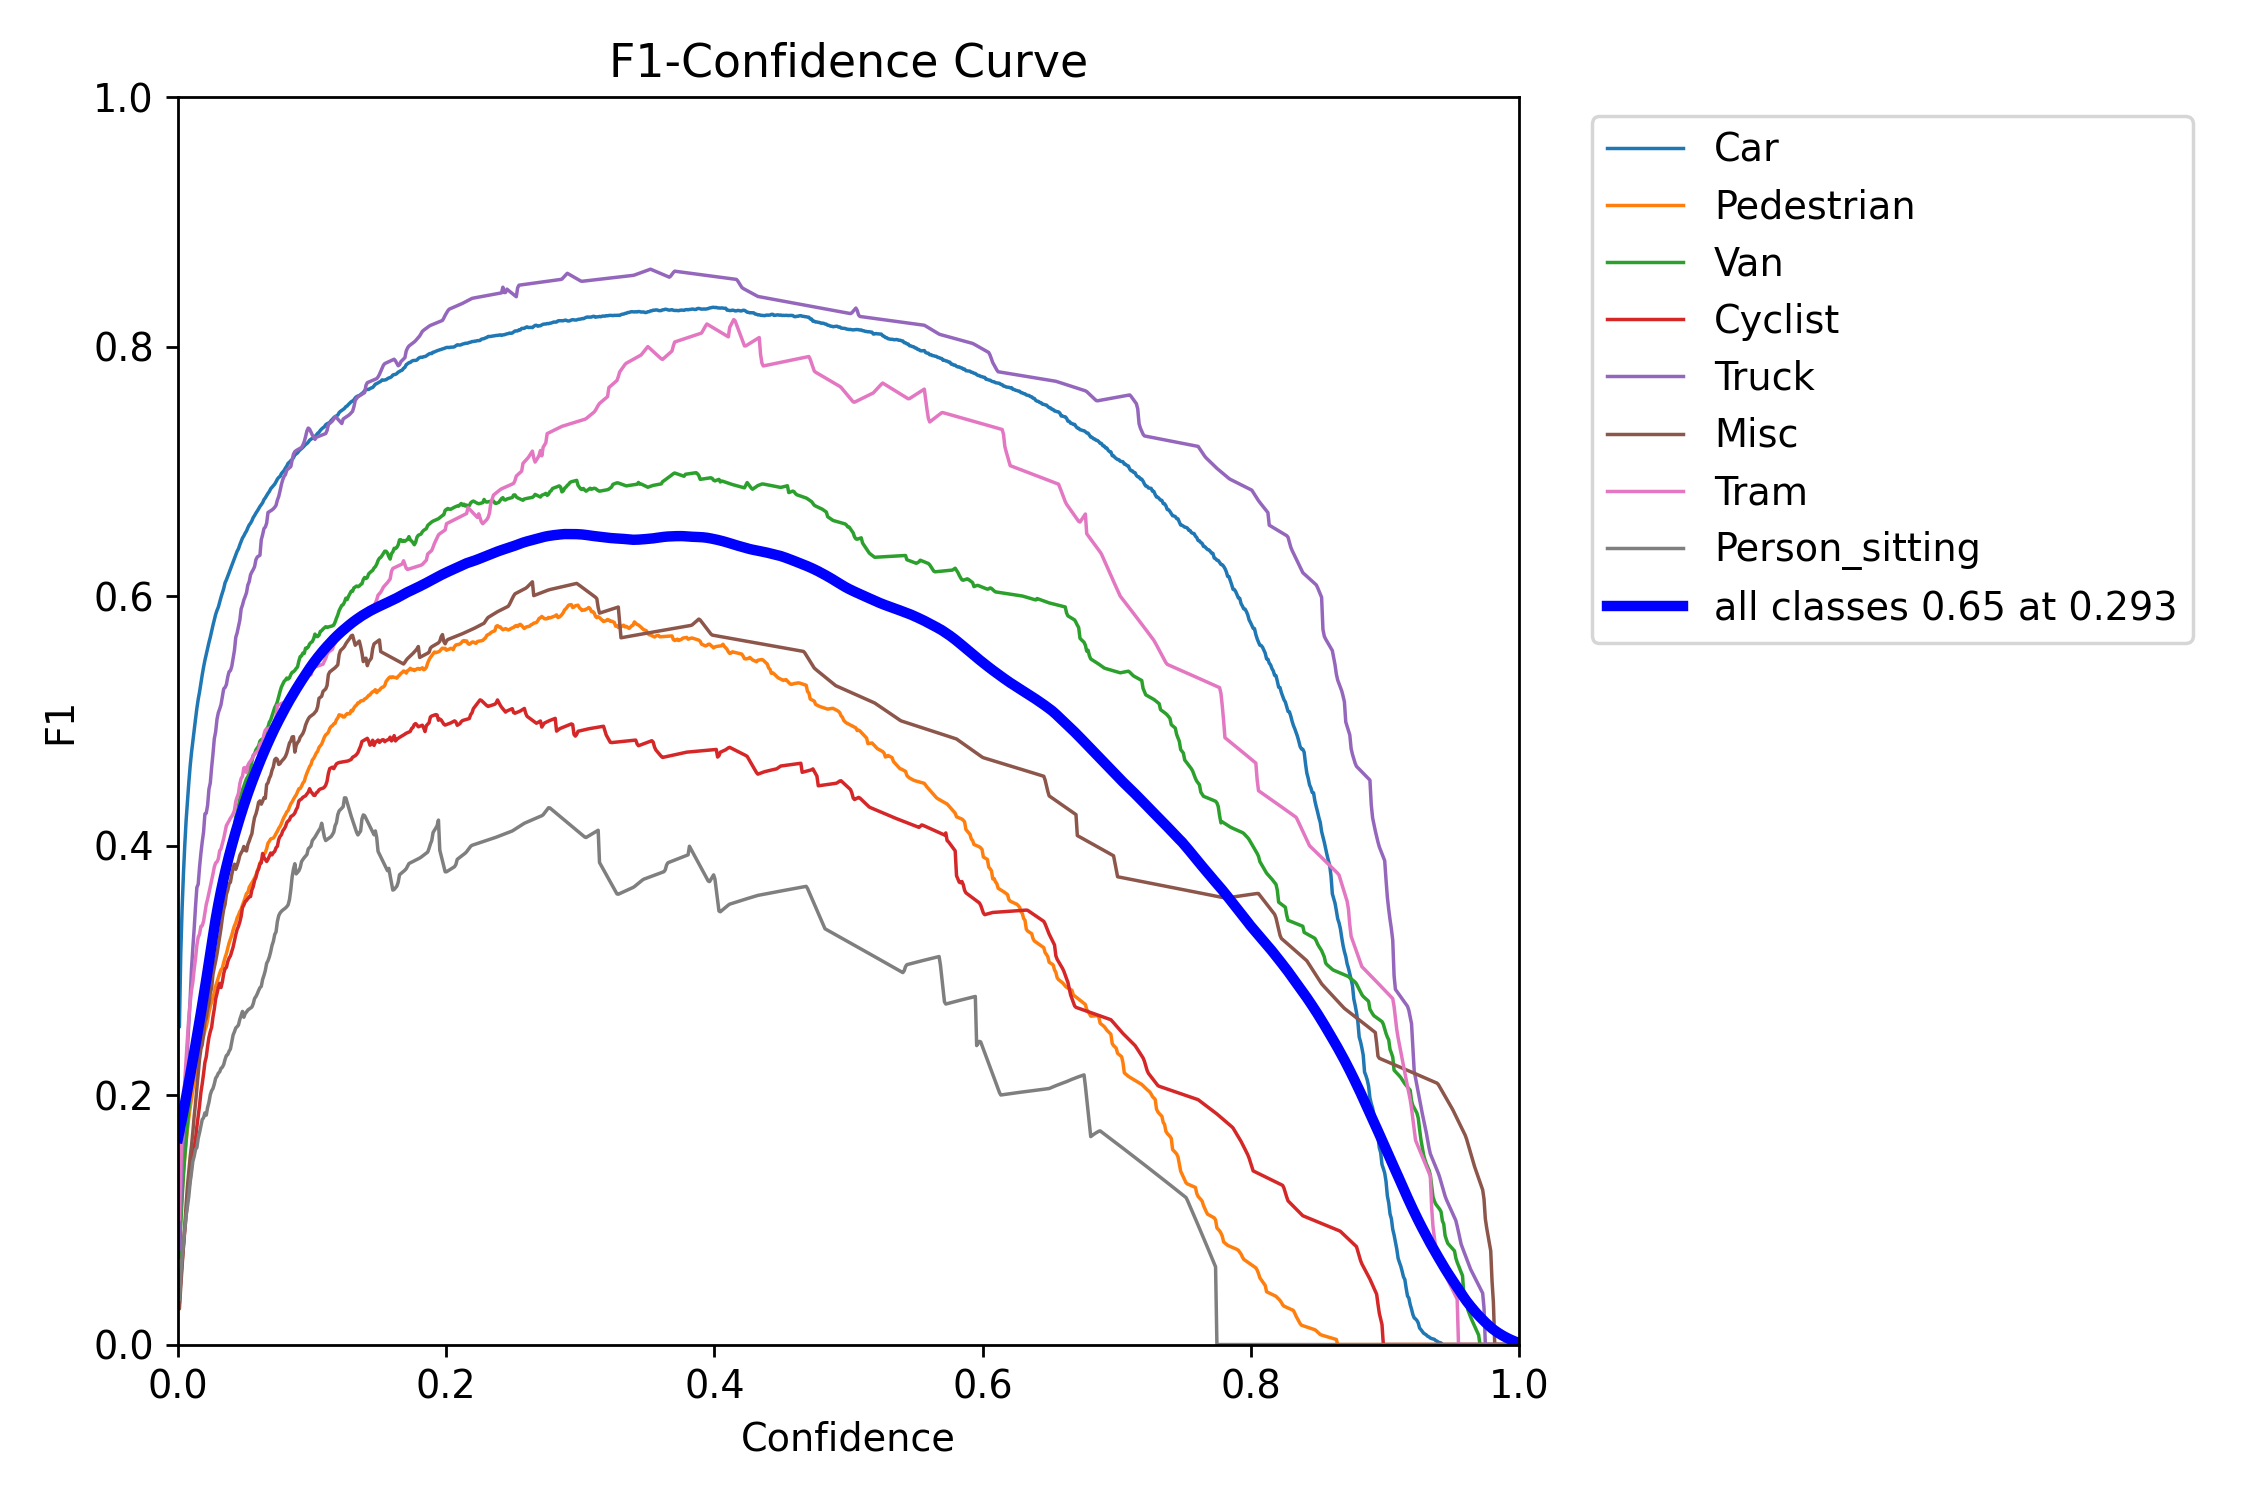 F1-Confidence Curve
1.0
0.8
0.6
0.4
0.2
0.0
F1
0.0 0.2 0.4 0.6 0.8 1.0
Confidence
Car
Pedestrian
Van
Cyclist
Truck
Misc
Tram
Person_sitting
all classes 0.65 at 0.293